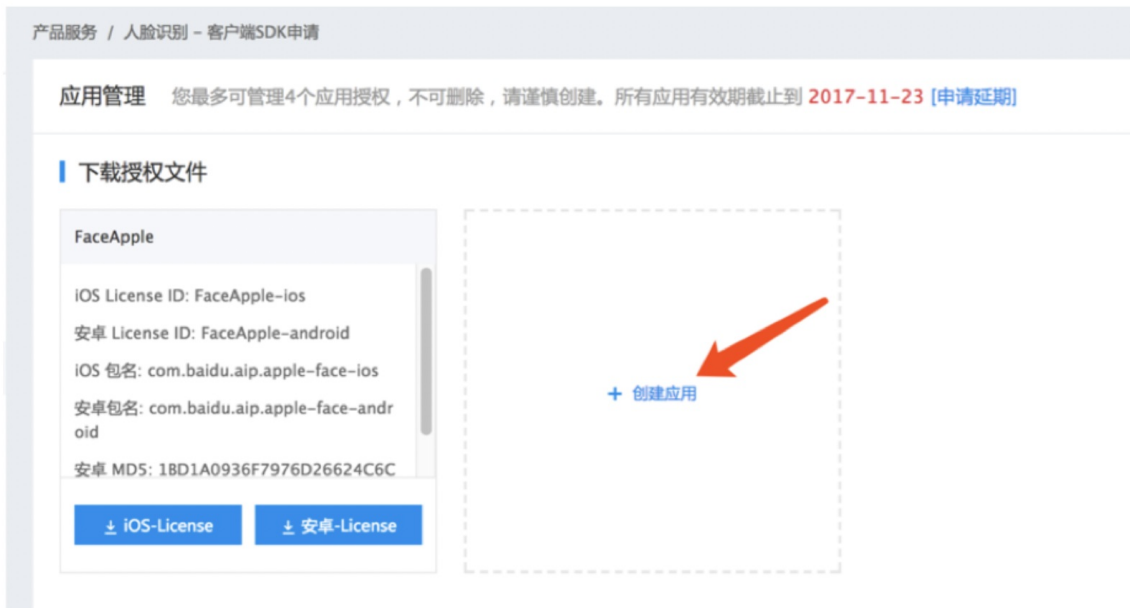 产品服务 / 人脸识别 – 客户端SDK申请
应用管理 您最多可管理4个应用授权，不可删除，请谨慎创建。所有应用有效期截止到 2017-11-23 [申请延期]
下载授权文件
FaceApple
iOS License ID: FaceApple-ios
安卓 License ID: FaceApple-android
iOS 包名: com.baidu.aip.apple-face-ios
安卓包名: com.baidu.aip.apple-face-andr
oid
安卓 MD5: 1BD1A0936F7976D26624C6C
iOS-License
安卓-License
+ 创建应用